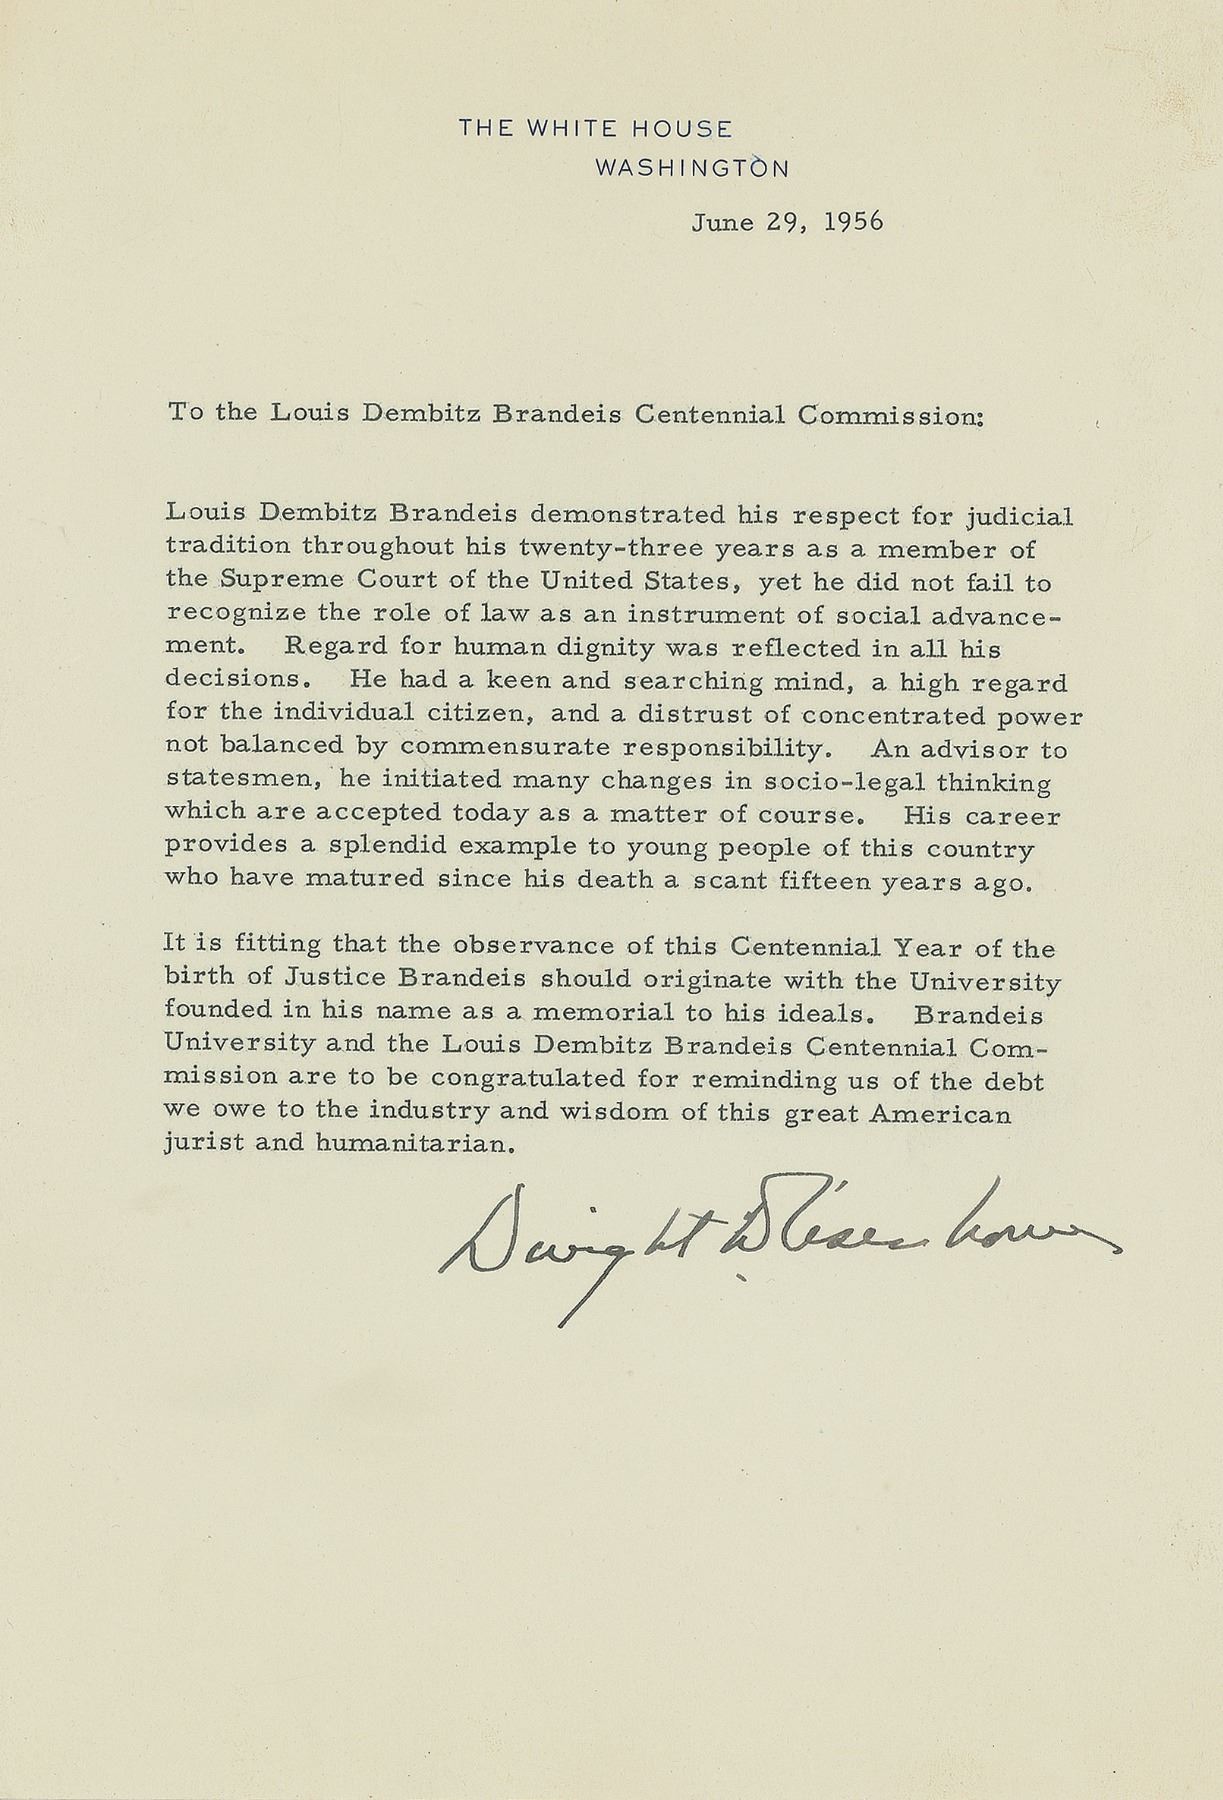 THE WHITE HOUSE
WASHINGTON
June 29, 1956
To the Louis Dembitz Brandeis Centennial Commission:
Louis Dembitz Brandeis demonstrated his respect for judicial
tradition throughout his twenty-three years as a member of
the Supreme Court of the United States, yet he did not fail to
recognize the role of law as an instrument of social advance-
ment. Regard for human dignity was reflected in all his
decisions. He had a keen and searching mind, a high regard
for the individual citizen, and a distrust of concentrated power
not balanced by commensurate responsibility. An advisor to
statesmen, he initiated many changes in socio-legal thinking
which are accepted today as a matter of course. His career
provides a splendid example to young people of this country
who have matured since his death a scant fifteen years ago.
It is fitting that the observance of this Centennial Year of the
birth of Justice Brandeis should originate with the University
founded in his name as a memorial to his ideals. Brandeis
University and the Louis Dembitz Brandeis Centennial Com-
mission are to be congratulated for reminding us of the debt
we owe to the industry and wisdom of this great American
jurist and humanitarian.
Dwight D Eisenhower